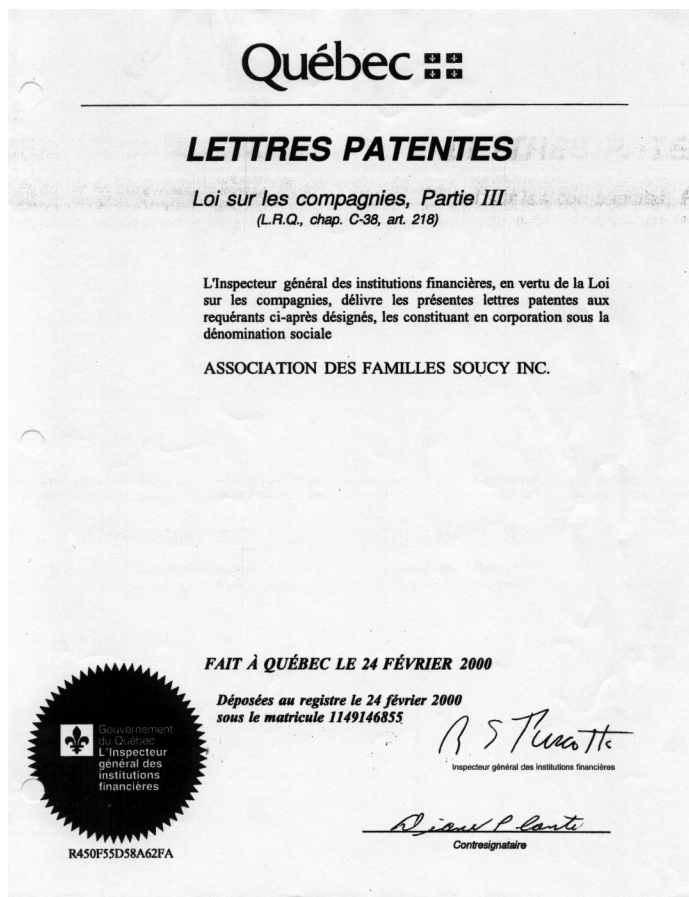 Québec
LETTRES PATENTES
Loi sur les compagnies, Partie III
(L.R.Q., chap. C-38, art. 218)
L'Inspecteur général des institutions financières, en vertu de la Loi
sur les compagnies, délivre les présentes lettres patentes aux
requérants ci-après désignés, les constituant en corporation sous la
dénomination sociale
ASSOCIATION DES FAMILLES SOUCY INC.
FAIT À QUÉBEC LE 24 FÉVRIER 2000
Déposées au registre le 24 février 2000
sous le matricule 1149146855
R S Turcotte
Inspecteur général des institutions financières
Gouvernement
du Québec
L'Inspecteur
général des
institutions
financières
Diane Plante
Contresignataire
R450F55D58A62FA